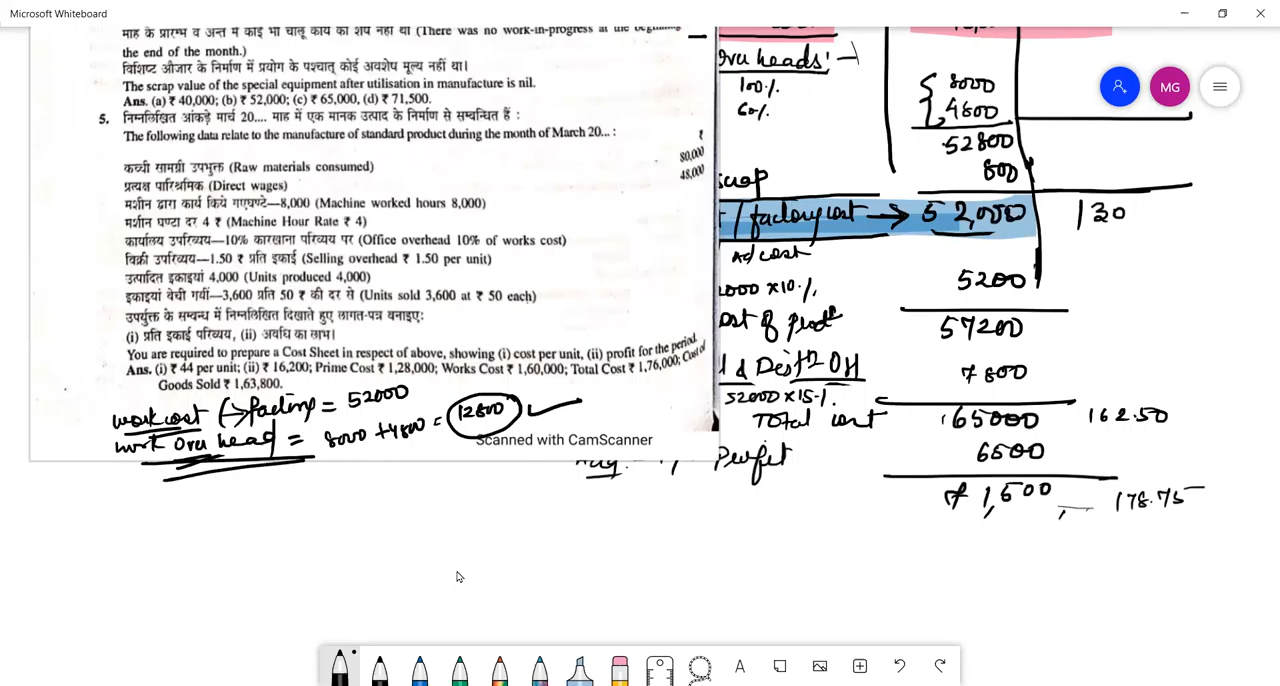 Microsoft Whiteboard
माह के प्रारम्भ व अन्त में कोई भी चालू कार्य का शेष नहीं था (There was no work-in-progress at the beginning
the end of the month.)
विशिष्ट औजार के निर्माण में प्रयोग के पश्चात् कोई अवशेष मूल्य नहीं था।
The scrap value of the special equipment after utilisation in manufacture is nil.
Ans. (a) ₹ 40,000; (b) ₹ 52,000; (c) ₹ 65,000, (d) ₹ 71,500.
5. निम्नलिखित आंकड़े मार्च 20.... माह में एक मानक उत्पाद के निर्माण से सम्बन्धित हैं :
The following data relate to the manufacture of standard product during the month of March 20... :
₹
कच्ची सामग्री उपभुक्त (Raw materials consumed) 80,000
प्रत्यक्ष पारिश्रमिक (Direct wages) 48,000
मशीन द्वारा कार्य किये गए घण्टे—8,000 (Machine worked hours 8,000)
मशीन घण्टा दर 4 ₹ (Machine Hour Rate ₹ 4)
कार्यालय उपरिव्यय—10% कारखाना परिव्यय पर (Office overhead 10% of works cost)
विक्री उपरिव्यय—1.50 ₹ प्रति इकाई (Selling overhead ₹ 1.50 per unit)
उत्पादित इकाइयां 4,000 (Units produced 4,000)
इकाइयां बेची गयीं—3,600 प्रति 50 ₹ की दर से (Units sold 3,600 at ₹ 50 each)
उपर्युक्त के सम्बन्ध में निम्नलिखित दिखाते हुए लागत-पत्र बनाइए:
(i) प्रति इकाई परिव्यय, (ii) अवधि का लाभ।
You are required to prepare a Cost Sheet in respect of above, showing (i) cost per unit, (ii) profit for the period.
Ans. (i) ₹ 44 per unit; (ii) ₹ 16,200; Prime Cost ₹ 1,28,000; Works Cost ₹ 1,60,000; Total Cost ₹ 1,76,000; Cost of
Goods Sold ₹ 1,63,800.
work cost (→ factory = 52000
work over head = 8000 + 4800 = 12800
Scanned with CamScanner
Over heads:
100% 8000
60% 4800
52800
scrap 800
/ factory cost → 52,000 130
Ad cost
2000 × 10% 5200
ost of Prodn 57200
& Distn OH 7800
52000 × 15%
Total cost 65000 162.50
Profit 6500
71,500 178.75
MG
A